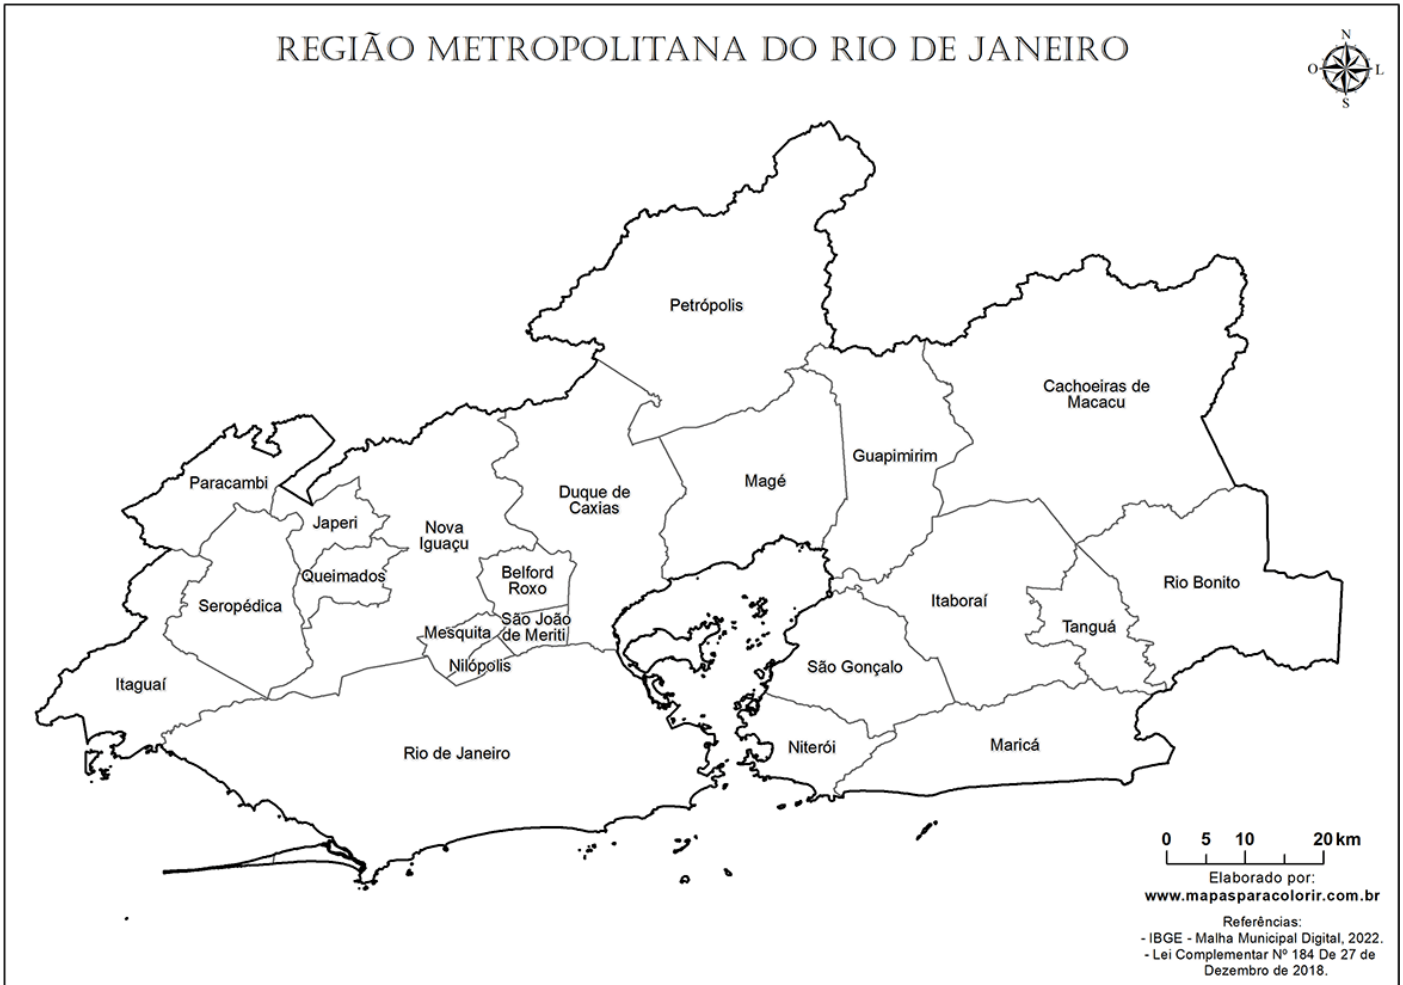 REGIÃO METROPOLITANA DO RIO DE JANEIRO
N
O
L
S
Petrópolis
Cachoeiras de
Macacu
Guapimirim
Magé
Paracambi
Duque de
Caxias
Japeri
Nova
Iguaçu
Queimados
Belford
Roxo
Rio Bonito
Itaboraí
Seropédica
São João
de Meriti
Mesquita
Tanguá
Nilópolis
São Gonçalo
Itaguaí
Niterói
Maricá
Rio de Janeiro
0 5 10 20 km
Elaborado por:
www.mapasparacolorir.com.br
Referências:
- IBGE - Malha Municipal Digital, 2022.
- Lei Complementar Nº 184 De 27 de
Dezembro de 2018.